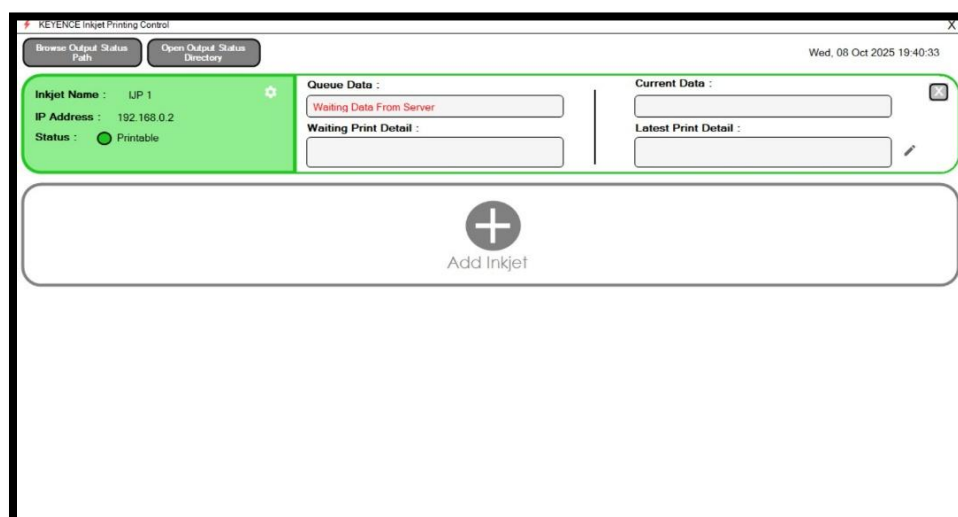 KEYENCE Inkjet Printing Control
X
Browse Output Status
Path
Open Output Status
Directory
Wed, 08 Oct 2025 19:40:33
Inkjet Name : IJP 1
IP Address : 192.168.0.2
Status : Printable
Queue Data :
Waiting Data From Server
Waiting Print Detail :
Current Data :
X
Latest Print Detail :
Add Inkjet